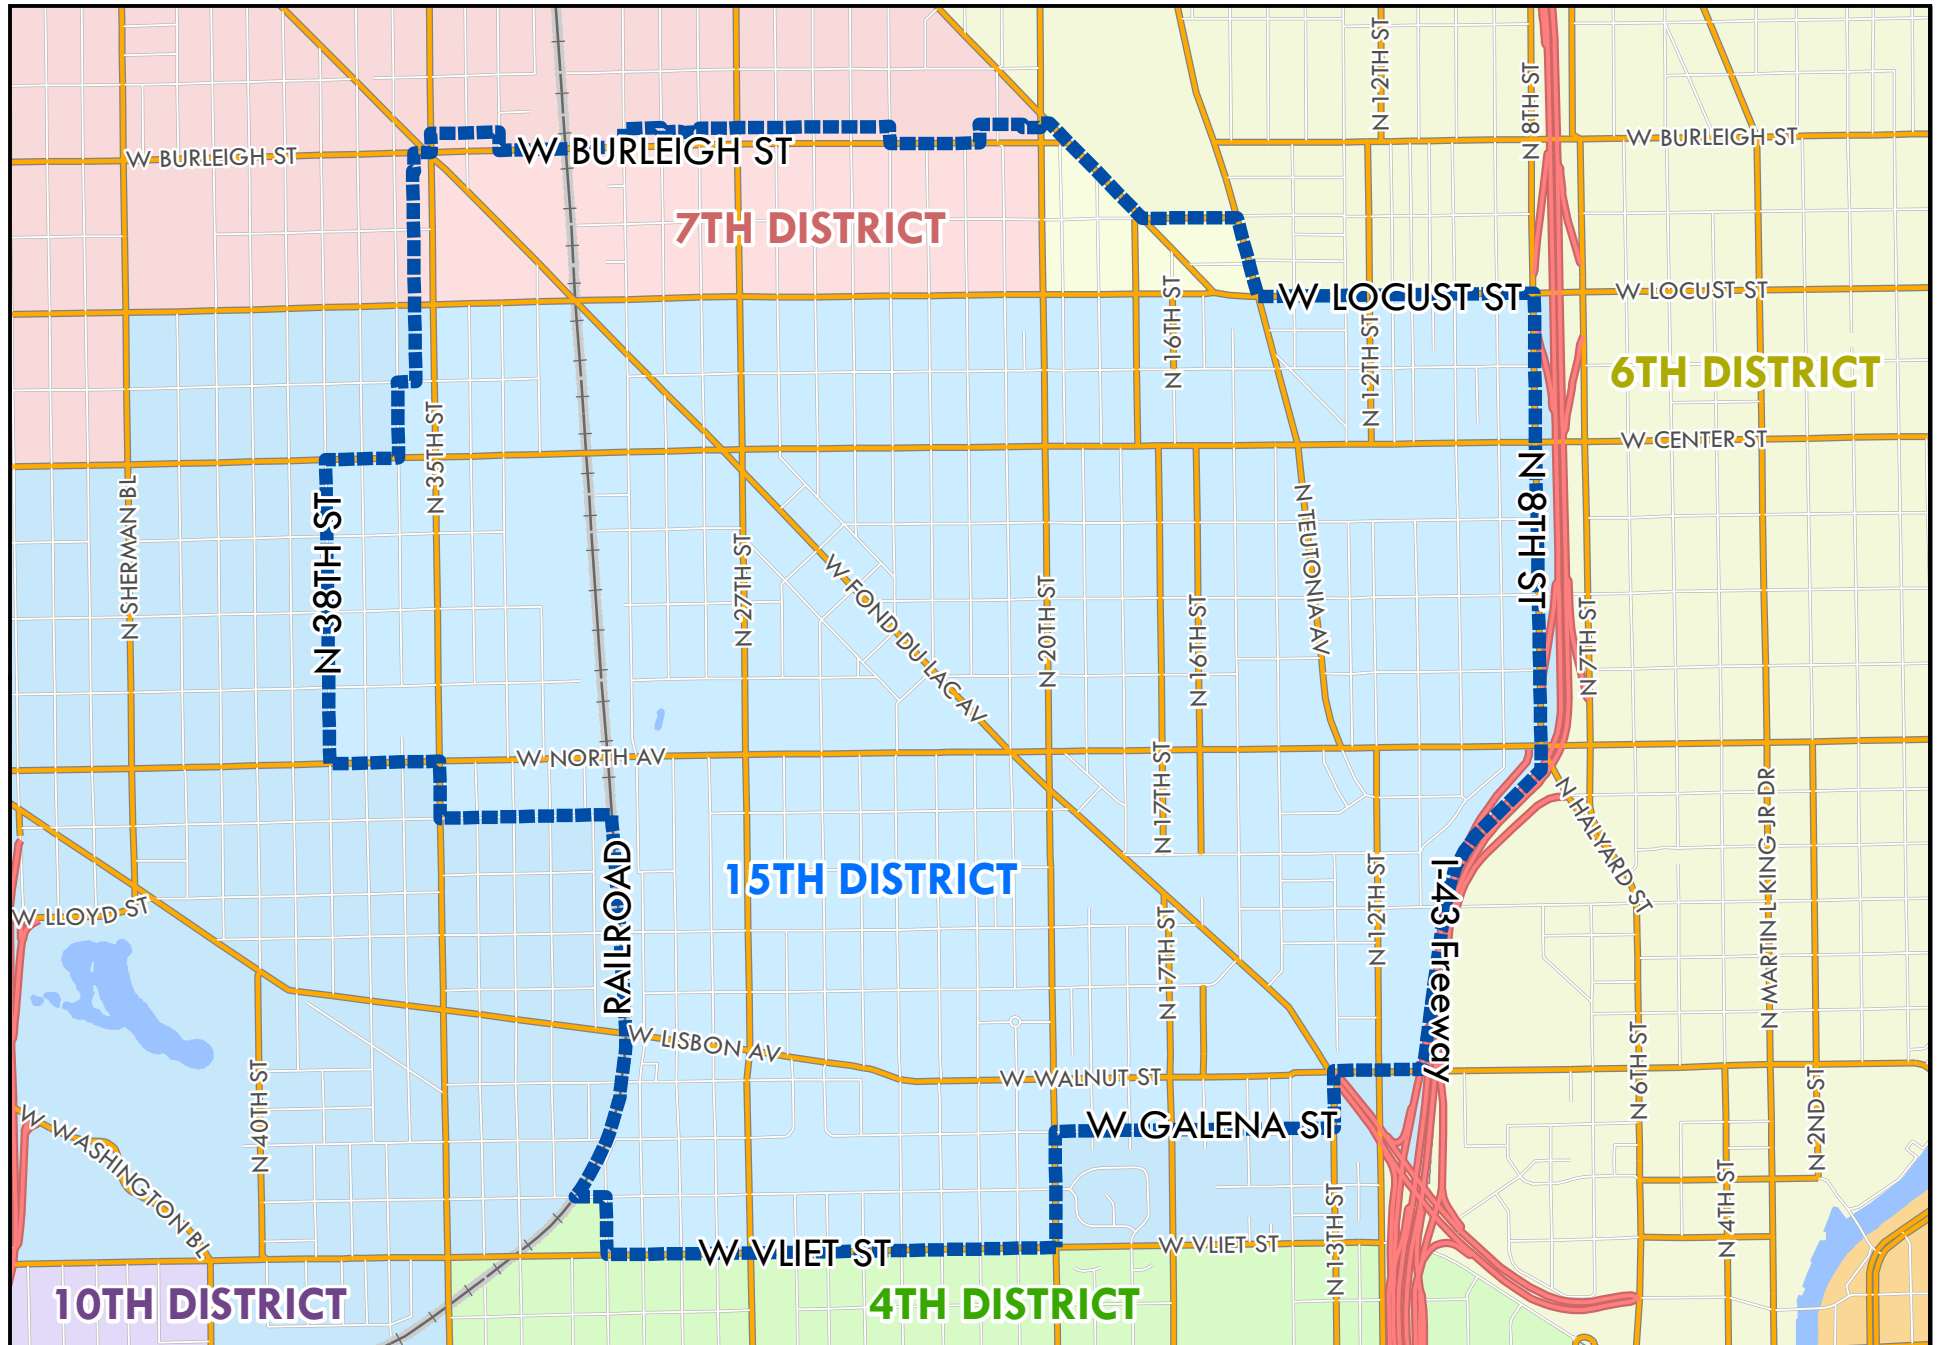 N 12TH ST
N 8TH ST
W BURLEIGH ST
W BURLEIGH ST
W BURLEIGH ST
7TH DISTRICT
N 16TH ST
W LOCUST ST
W LOCUST ST
N 12TH ST
6TH DISTRICT
N 35TH ST
W CENTER ST
N SHERMAN BL
N 38TH ST
N 27TH ST
W FOND DU LAC AV
N 20TH ST
N 16TH ST
N TEUTONIA AV
N 8TH ST
N 7TH ST
W NORTH AV
N 17TH ST
N HALYARD ST
N MARTIN L KING JR DR
W LLOYD ST
RAILROAD
15TH DISTRICT
N 17TH ST
N 12TH ST
I-43 Freeway
W LISBON AV
W WALNUT ST
N 40TH ST
N 6TH ST
N 2ND ST
W WASHINGTON BL
W GALENA ST
N 4TH ST
W VLIET ST
W VLIET ST
N 13TH ST
10TH DISTRICT
4TH DISTRICT